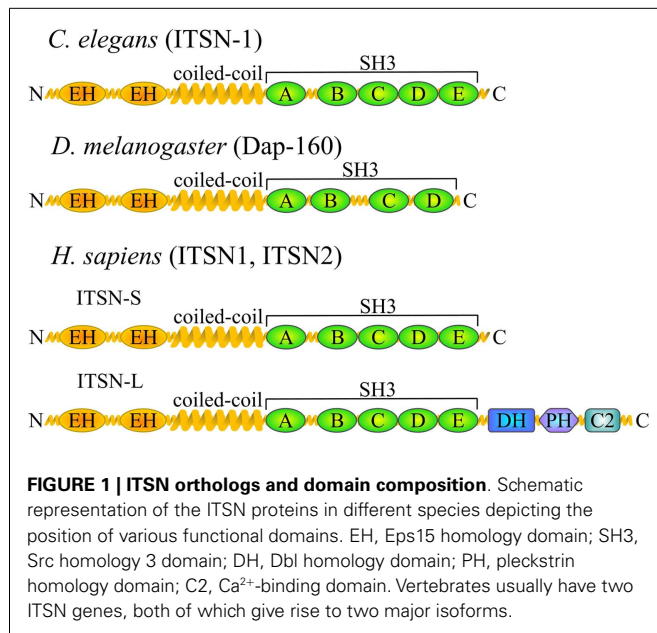 C. elegans (ITSN-1)
coiled-coil SH3
N EH EH A B C D E C
D. melanogaster (Dap-160)
SH3
coiled-coil
N EH EH A B C D C
H. sapiens (ITSN1, ITSN2)
ITSN-S
coiled-coil SH3
N EH EH A B C D E C
ITSN-L
coiled-coil SH3
N EH EH A B C D E DH PH C2 C
FIGURE 1 | ITSN orthologs and domain composition. Schematic
representation of the ITSN proteins in different species depicting the
position of various functional domains. EH, Eps15 homology domain; SH3,
Src homology 3 domain; DH, Dbl homology domain; PH, pleckstrin
homology domain; C2, Ca²⁺-binding domain. Vertebrates usually have two
ITSN genes, both of which give rise to two major isoforms.